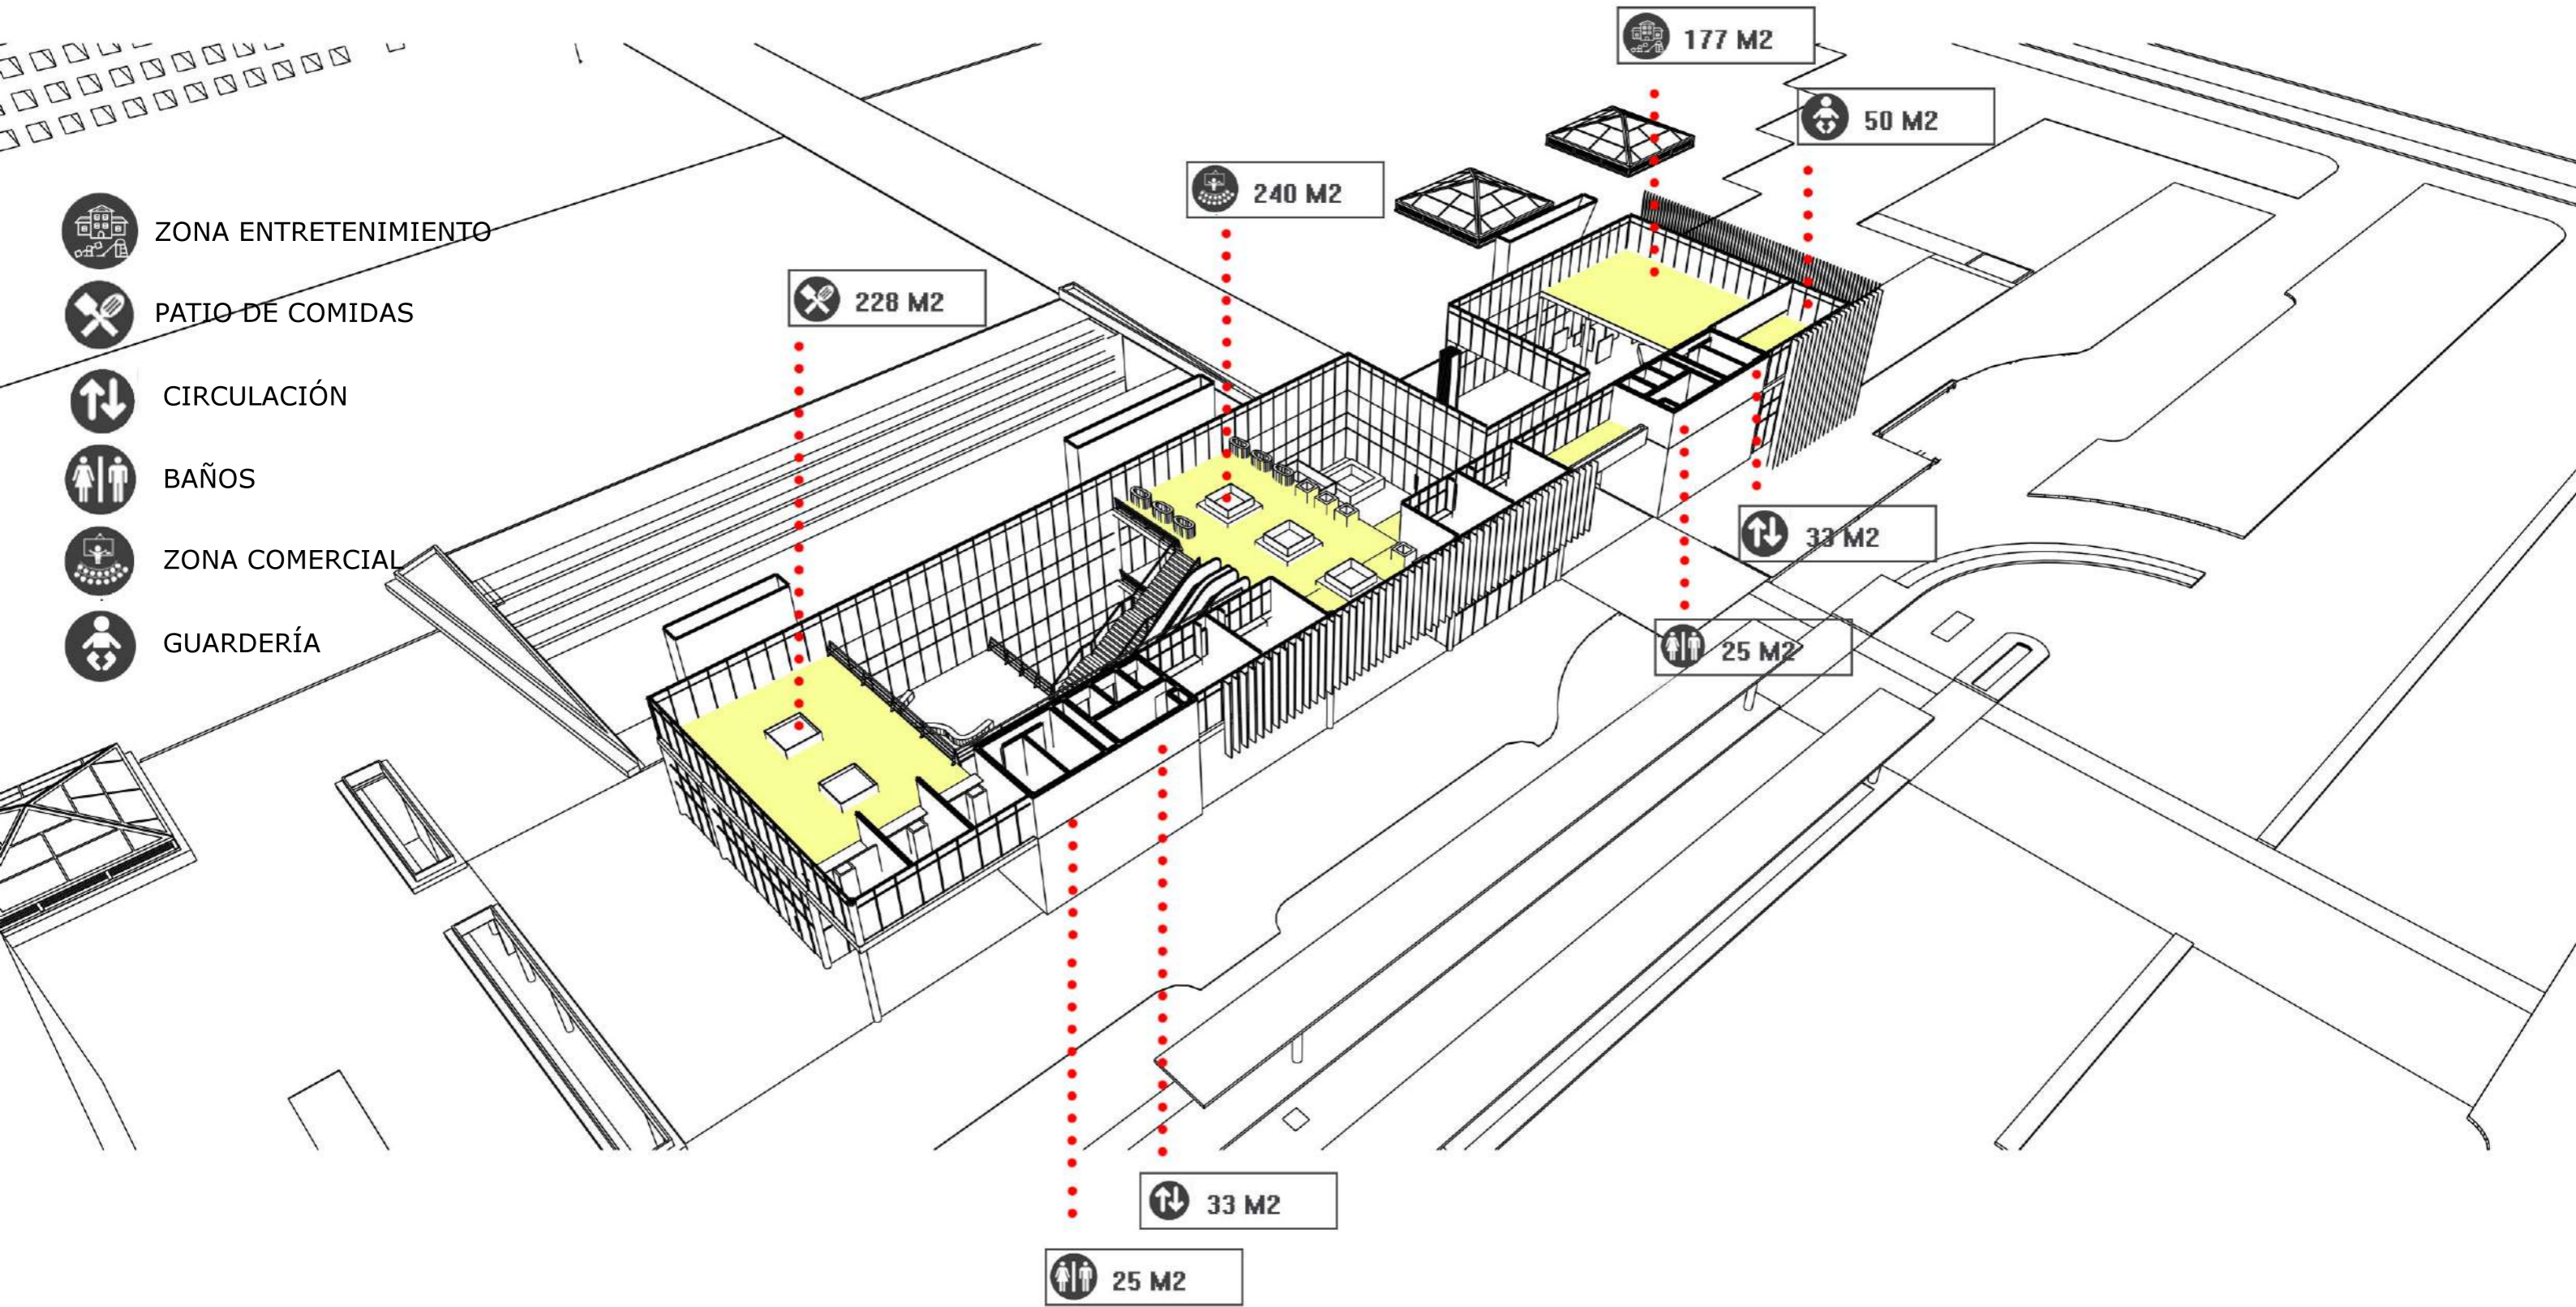 177 M2
50 M2
240 M2
228 M2
ZONA ENTRETENIMIENTO
PATIO DE COMIDAS
CIRCULACIÓN
BAÑOS
ZONA COMERCIAL
GUARDERÍA
33 M2
25 M2
33 M2
25 M2